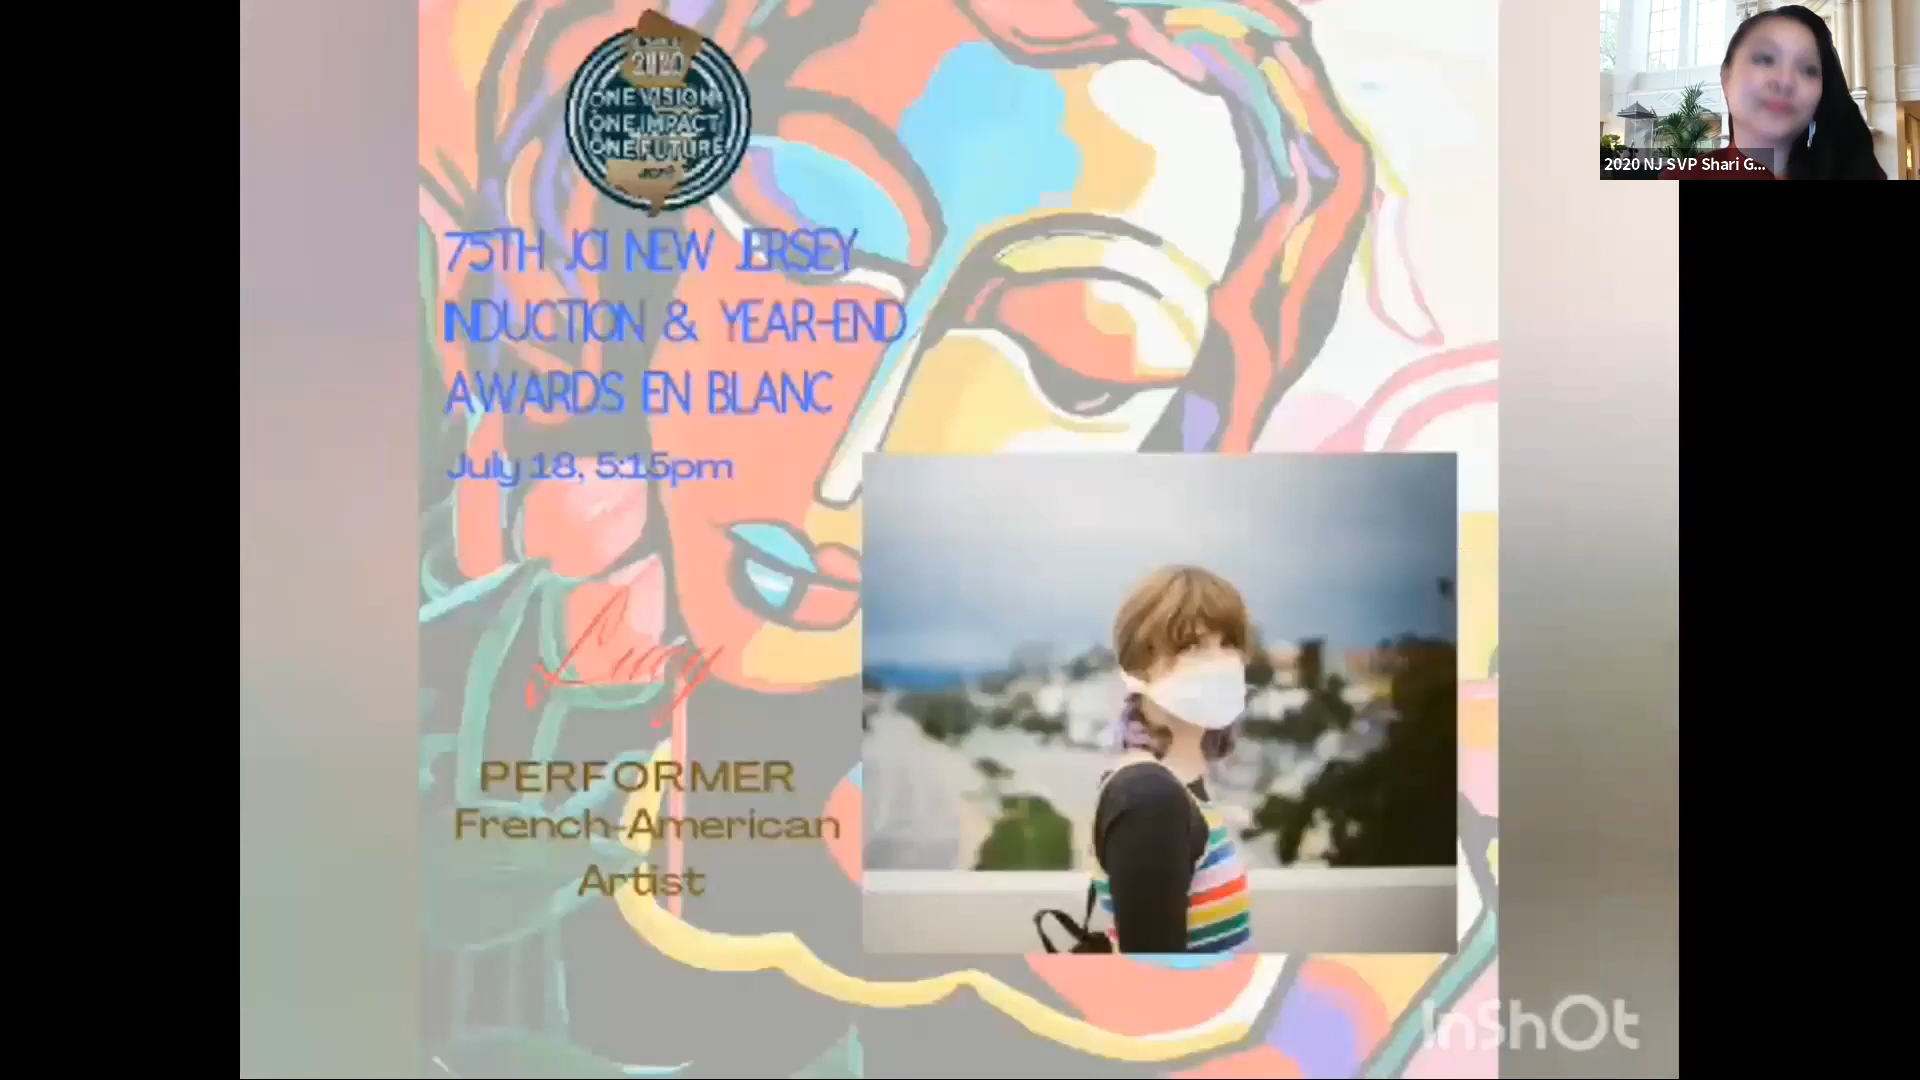 2020
ONE VISION
ONE IMPACT
ONE FUTURE
75TH JCI NEW JERSEY
INDUCTION & YEAR-END
AWARDS EN BLANC
July 18, 5:15pm
Lucy
PERFORMER
French-American
Artist
2020 NJ SVP Shari G...
InShOt